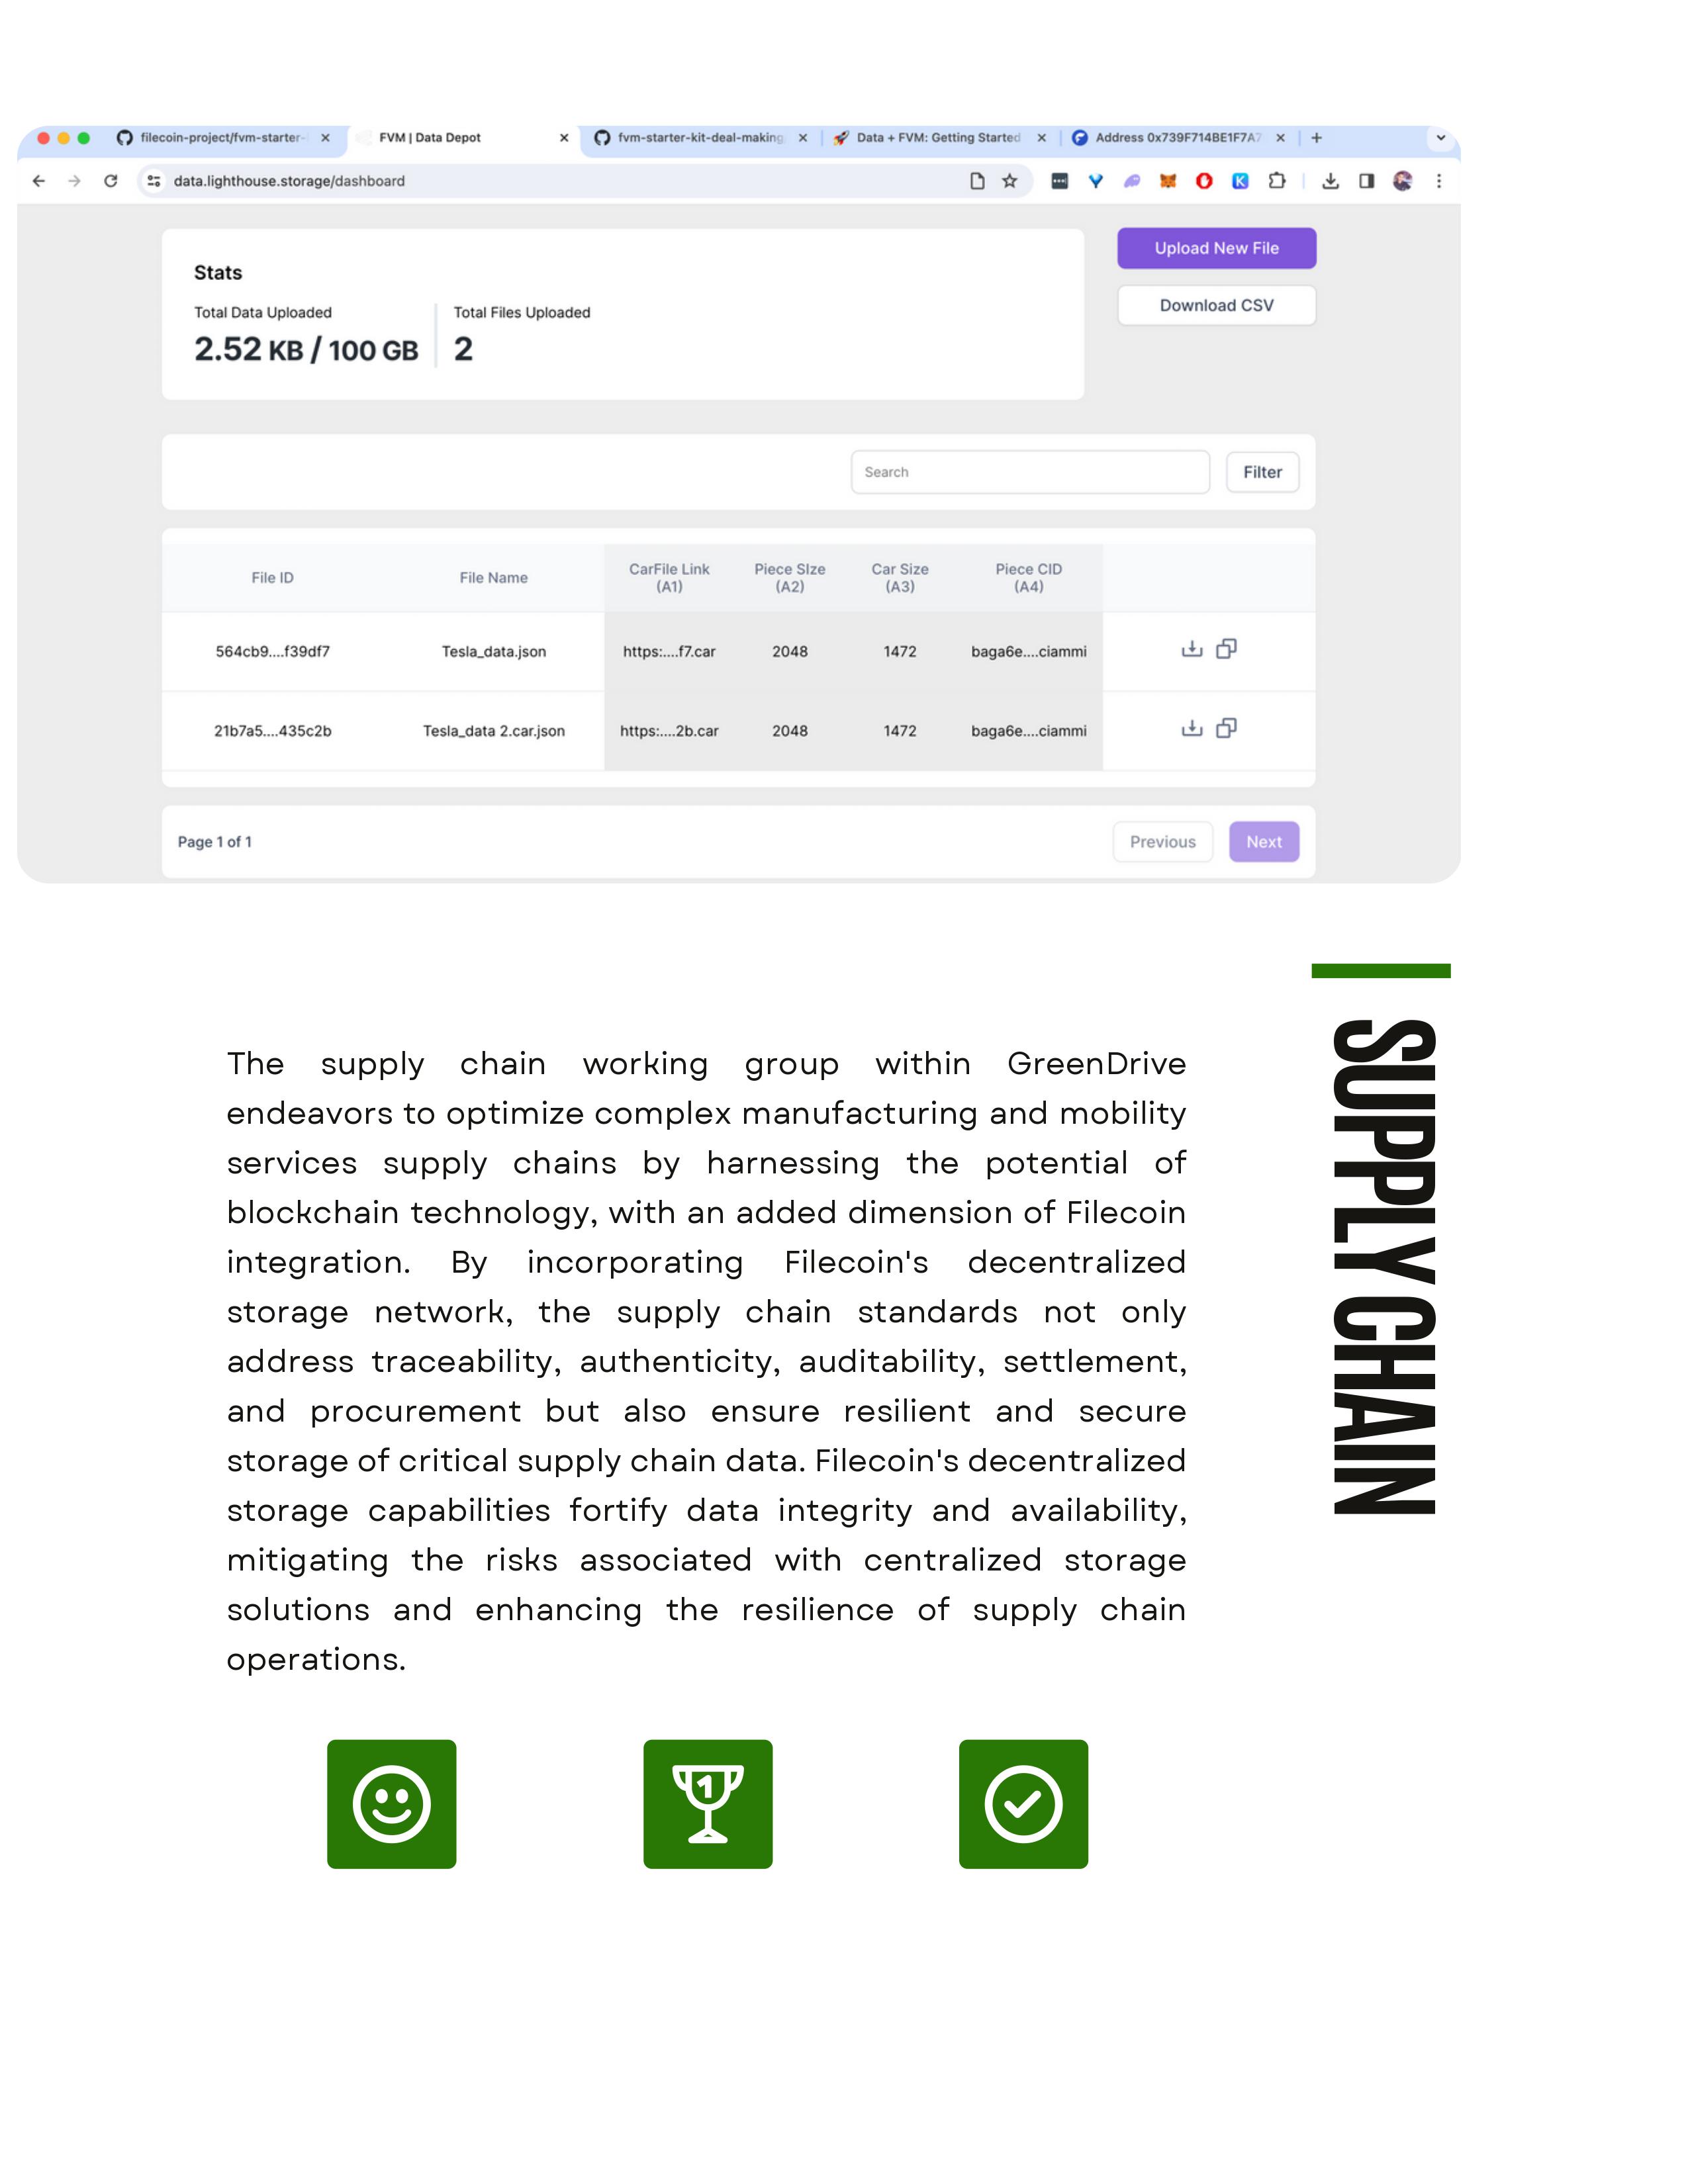 filecoin-project/fvm-starter-
FVM | Data Depot
fvm-starter-kit-deal-making
Data + FVM: Getting Started
Address 0x739F714BE1F7A7
data.lighthouse.storage/dashboard
Stats
Total Data Uploaded
Total Files Uploaded
2.52 KB / 100 GB
2
Upload New File
Download CSV
Search
Filter
File ID
File Name
CarFile Link
(A1)
Piece SIze
(A2)
Car Size
(A3)
Piece CID
(A4)
564cb9....f39df7
Tesla_data.json
https:....f7.car
2048
1472
baga6e....ciammi
21b7a5....435c2b
Tesla_data 2.car.json
https:....2b.car
2048
1472
baga6e....ciammi
Page 1 of 1
Previous
Next
SUPPLY CHAIN
The supply chain working group within GreenDrive
endeavors to optimize complex manufacturing and mobility
services supply chains by harnessing the potential of
blockchain technology, with an added dimension of Filecoin
integration. By incorporating Filecoin's decentralized
storage network, the supply chain standards not only
address traceability, authenticity, auditability, settlement,
and procurement but also ensure resilient and secure
storage of critical supply chain data. Filecoin's decentralized
storage capabilities fortify data integrity and availability,
mitigating the risks associated with centralized storage
solutions and enhancing the resilience of supply chain
operations.
1